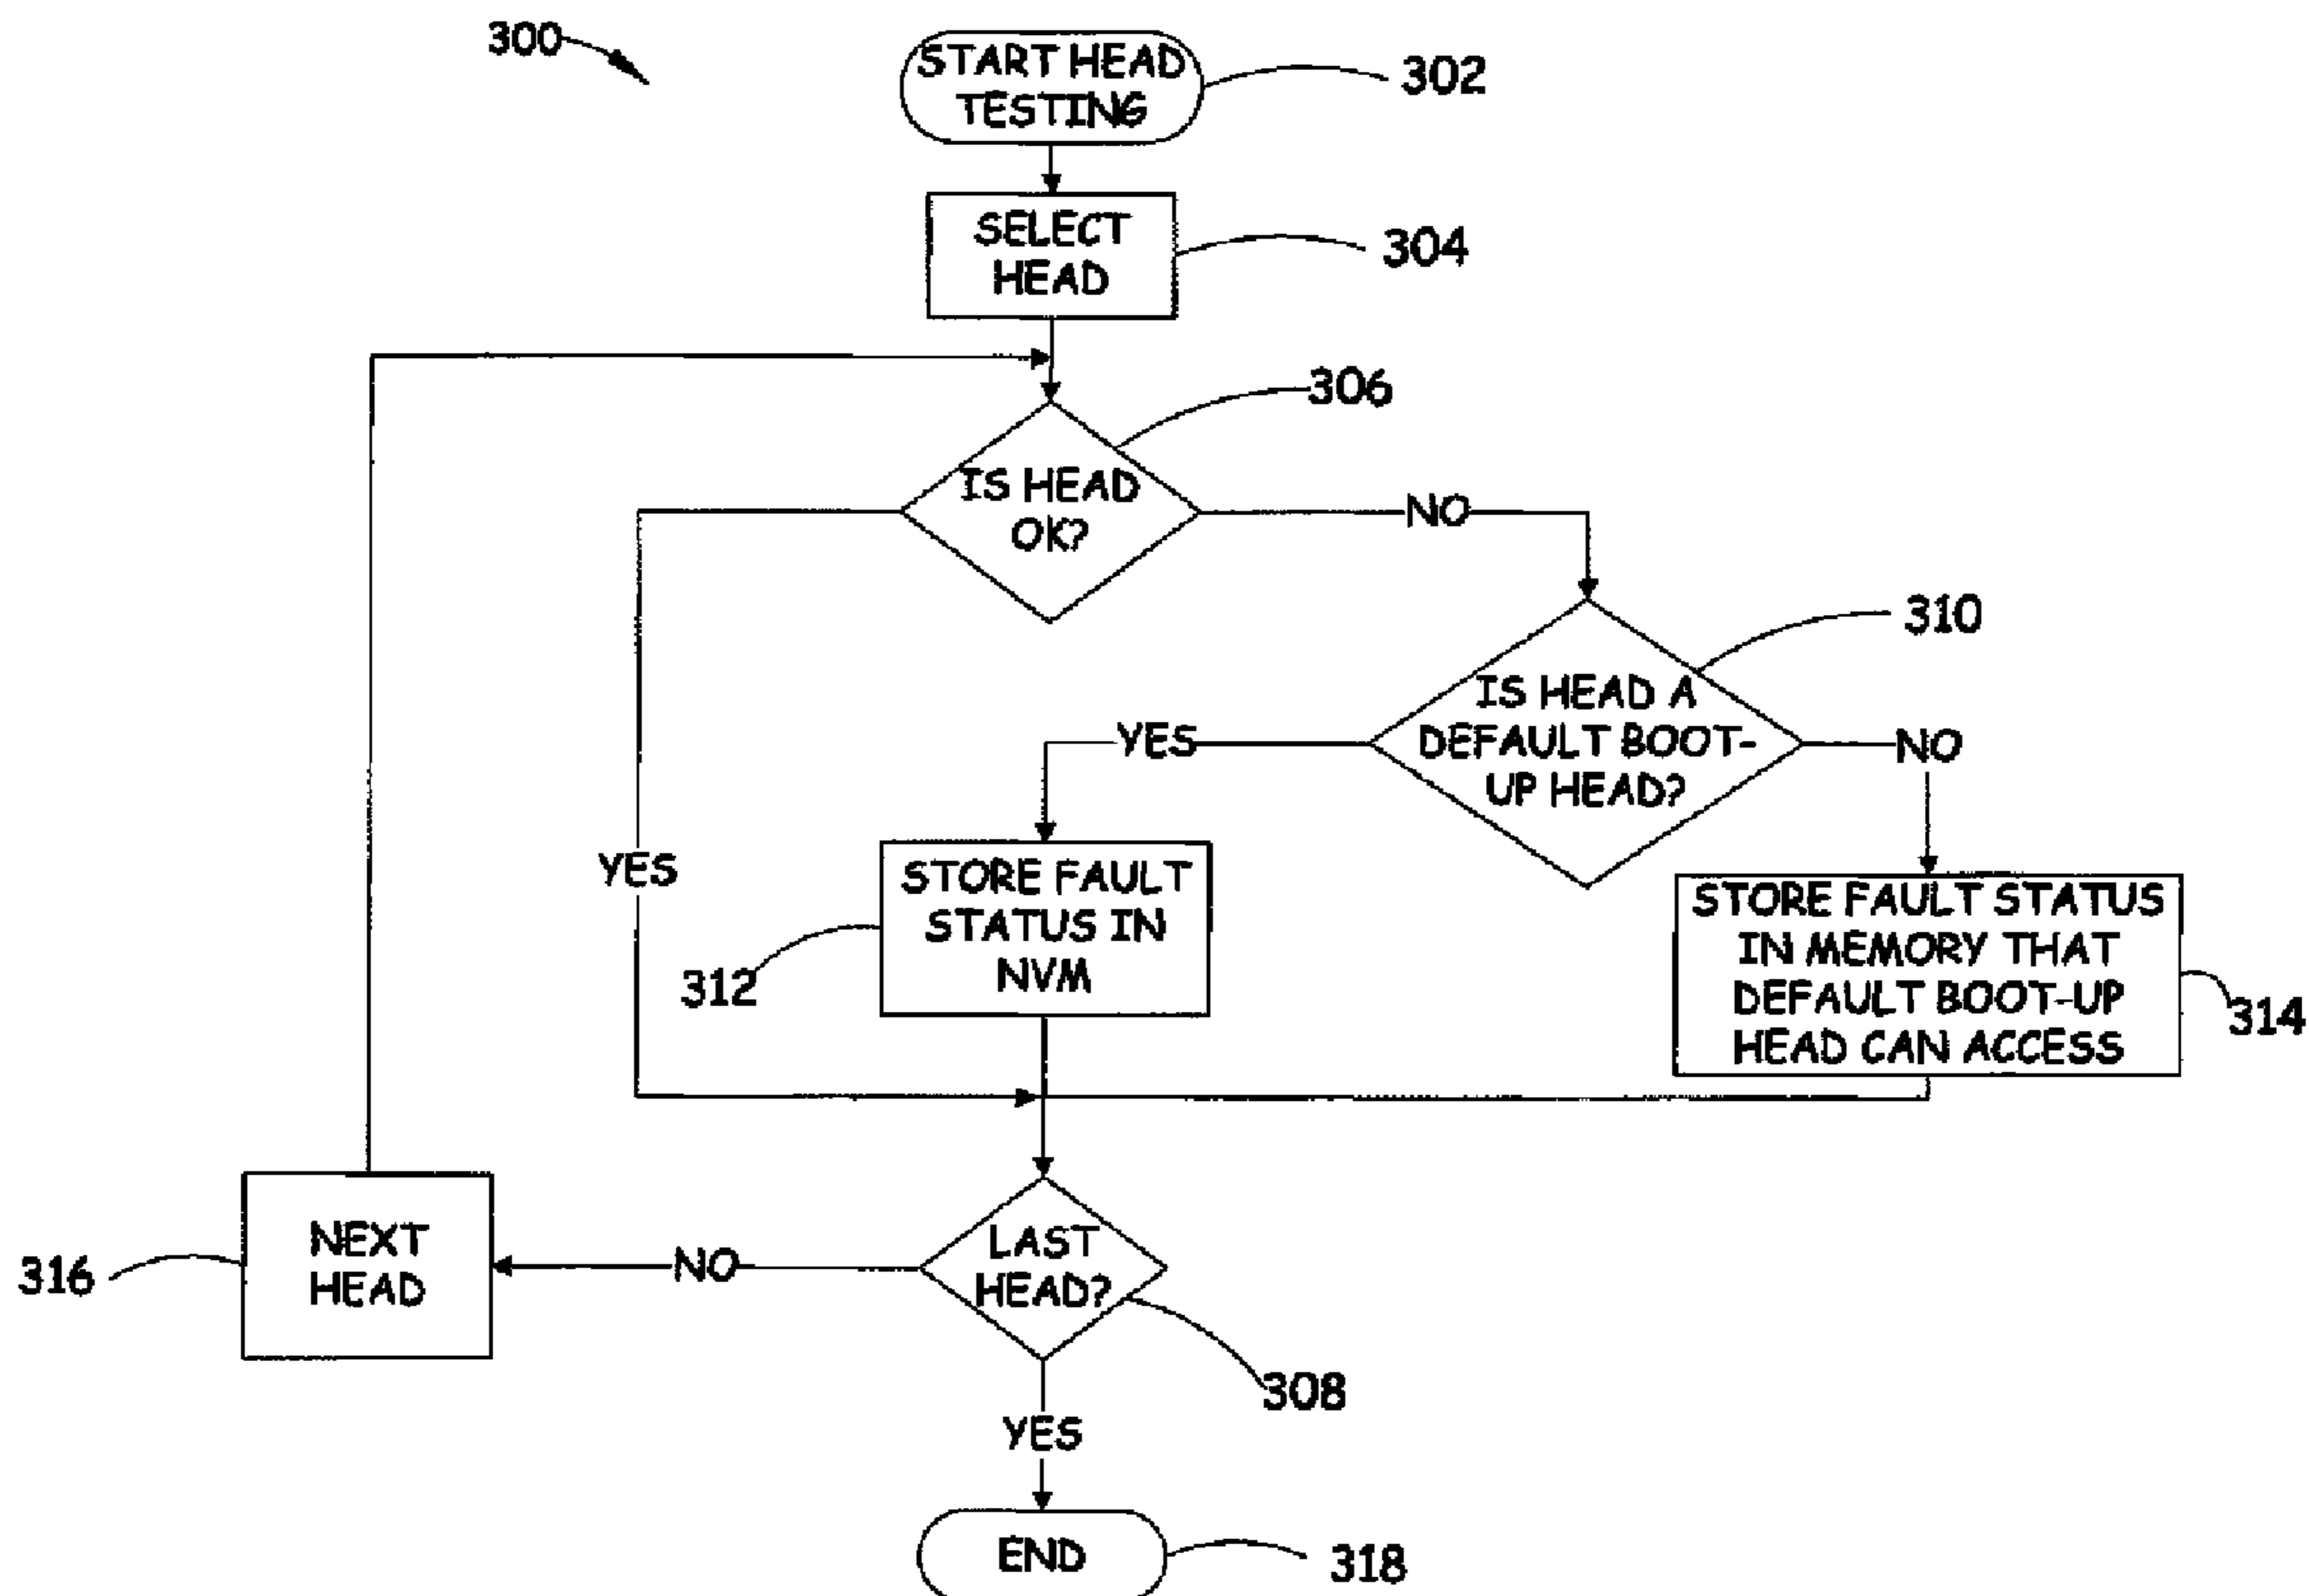 300
START HEAD
TESTING
302
SELECT
HEAD
304
306
IS HEAD
OK?
NO
310
IS HEAD A
DEFAULT BOOT-
UP HEAD?
YES
NO
YES
STORE FAULT
STATUS IN
NVM
312
STORE FAULT STATUS
IN MEMORY THAT
DEFAULT BOOT-UP
HEAD CAN ACCESS
314
NEXT
HEAD
316
NO
LAST
HEAD?
308
YES
END
318